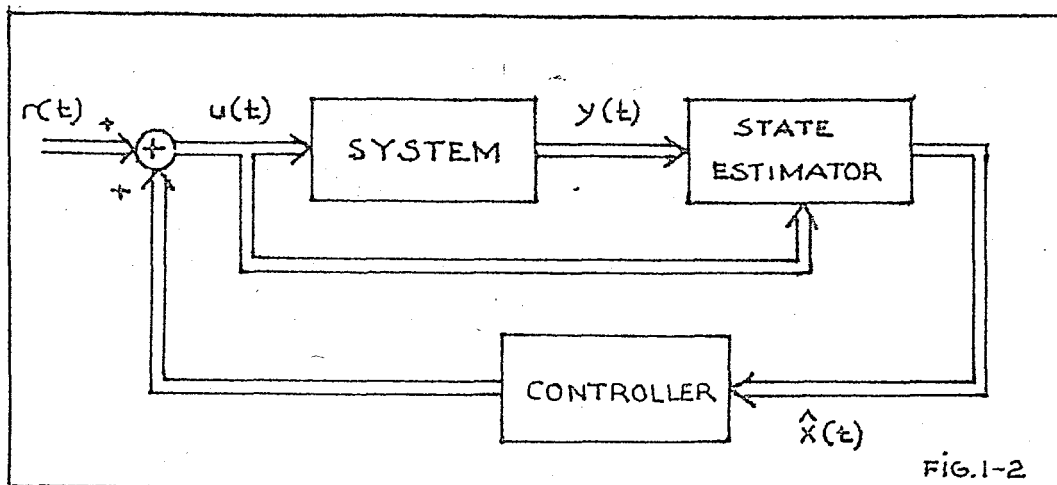 r(t)
+
+
+
u(t)
SYSTEM
y(t)
STATE
ESTIMATOR
CONTROLLER
x̂(t)
FIG.1-2